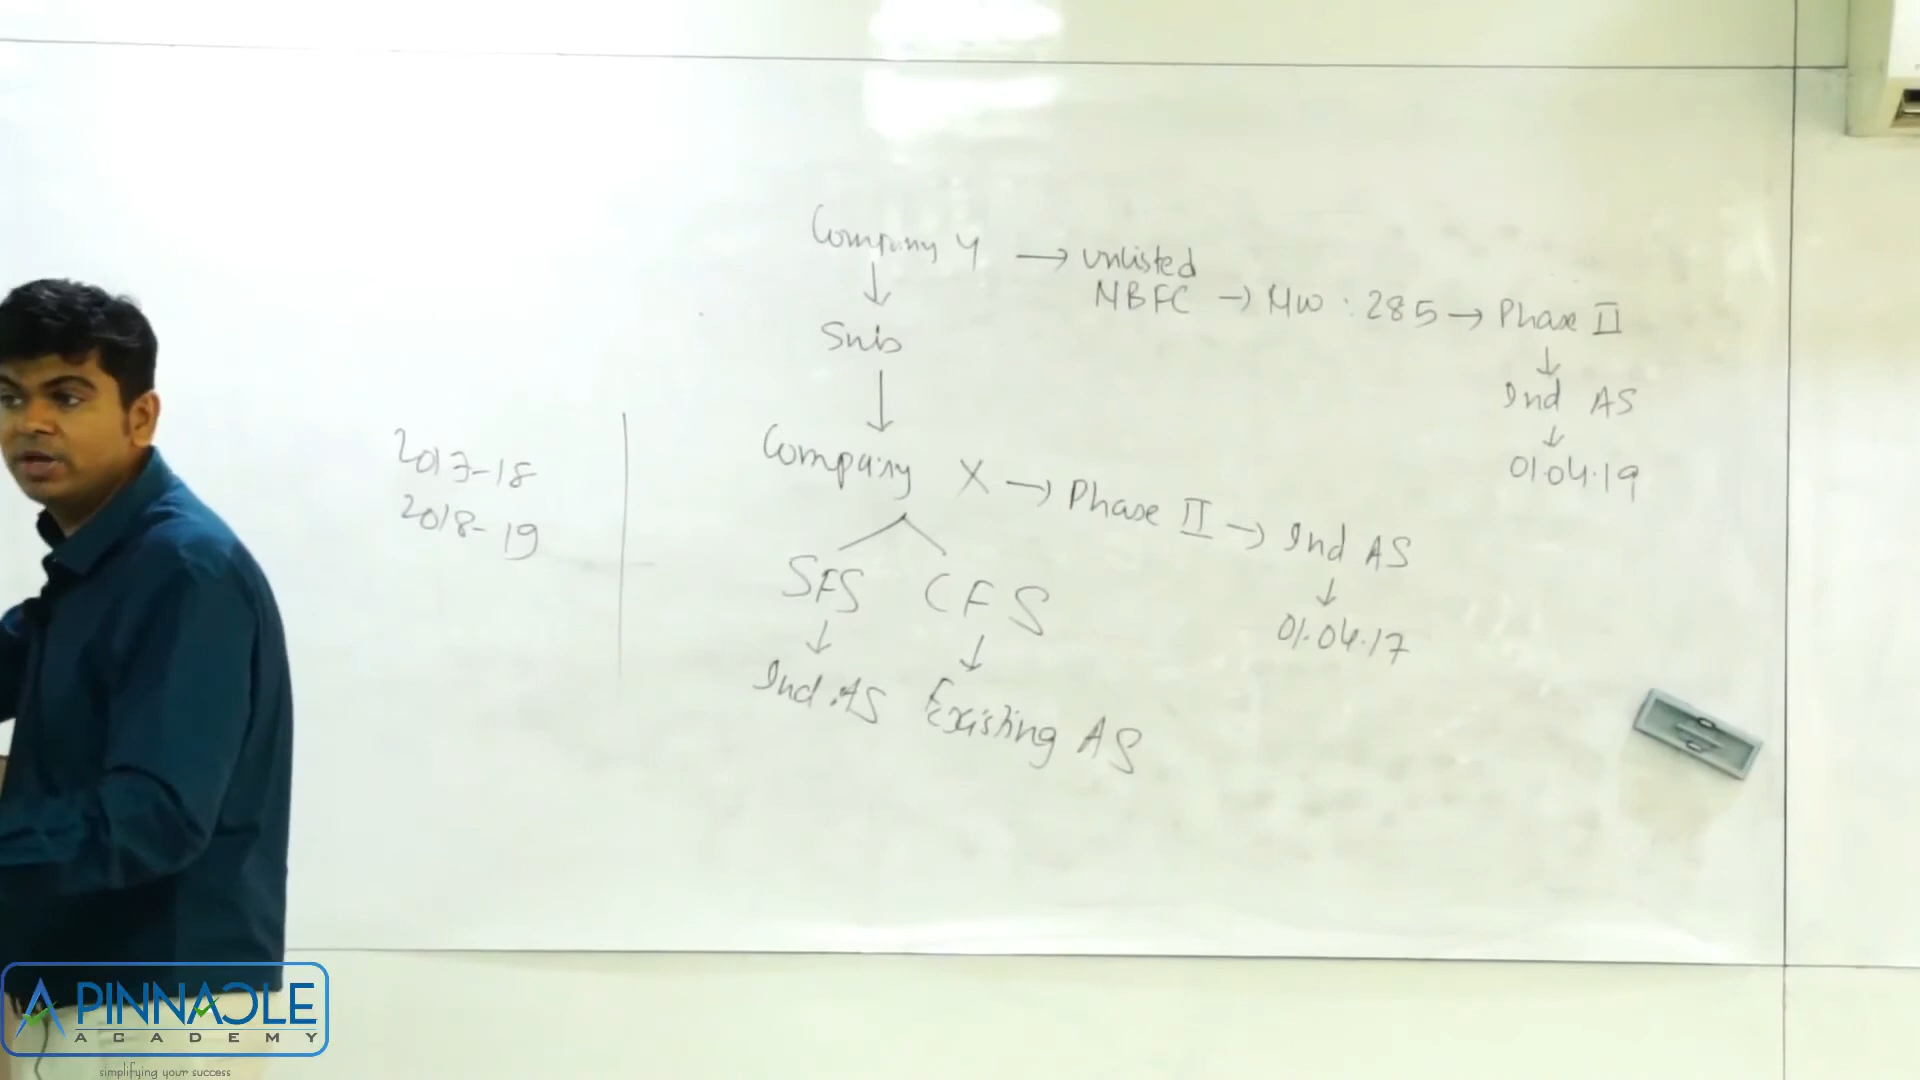 Company Y → unlisted
NBFC → NW : 285 → Phase II
↓
Sub
↓
Ind AS
↓
01.04.19
↓
2017-18
2018-19
Company X → Phase II → Ind AS
↓
01.04.17
SFS CFS
↓ ↓
Ind.AS Existing AS
PINNACLE
ACADEMY
simplifying your success